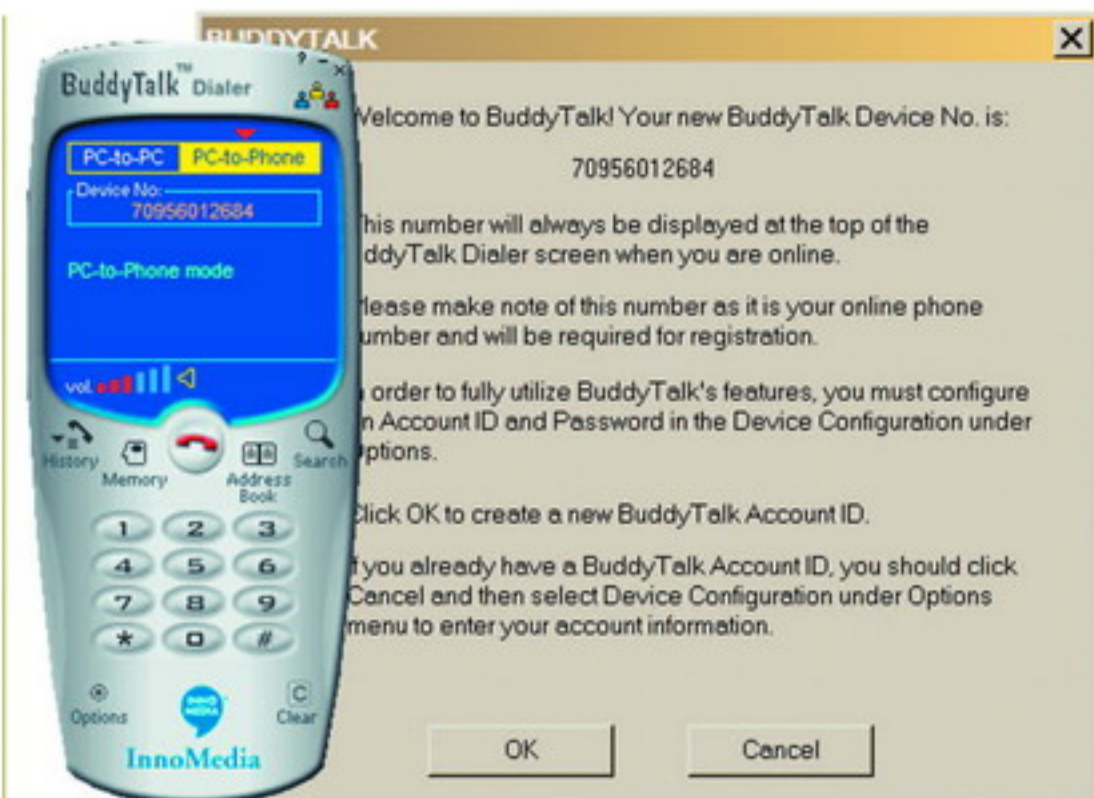 BuddyTalk™ Dialer
? - x
PC-to-PC PC-to-Phone
Device No:
70956012684
PC-to-Phone mode
vol.
History
Memory
Address
Book
Search
1 2 3
4 5 6
7 8 9
* 0 #
Options
INNO
MEDIA
C
Clear
InnoMedia
BUDDYTALK
Welcome to BuddyTalk! Your new BuddyTalk Device No. is:
70956012684
his number will always be displayed at the top of the
ddyTalk Dialer screen when you are online.
lease make note of this number as it is your online phone
umber and will be required for registration.
order to fully utilize BuddyTalk's features, you must configure
n Account ID and Password in the Device Configuration under
ptions.
Click OK to create a new BuddyTalk Account ID.
f you already have a BuddyTalk Account ID, you should click
Cancel and then select Device Configuration under Options
menu to enter your account information.
OK Cancel